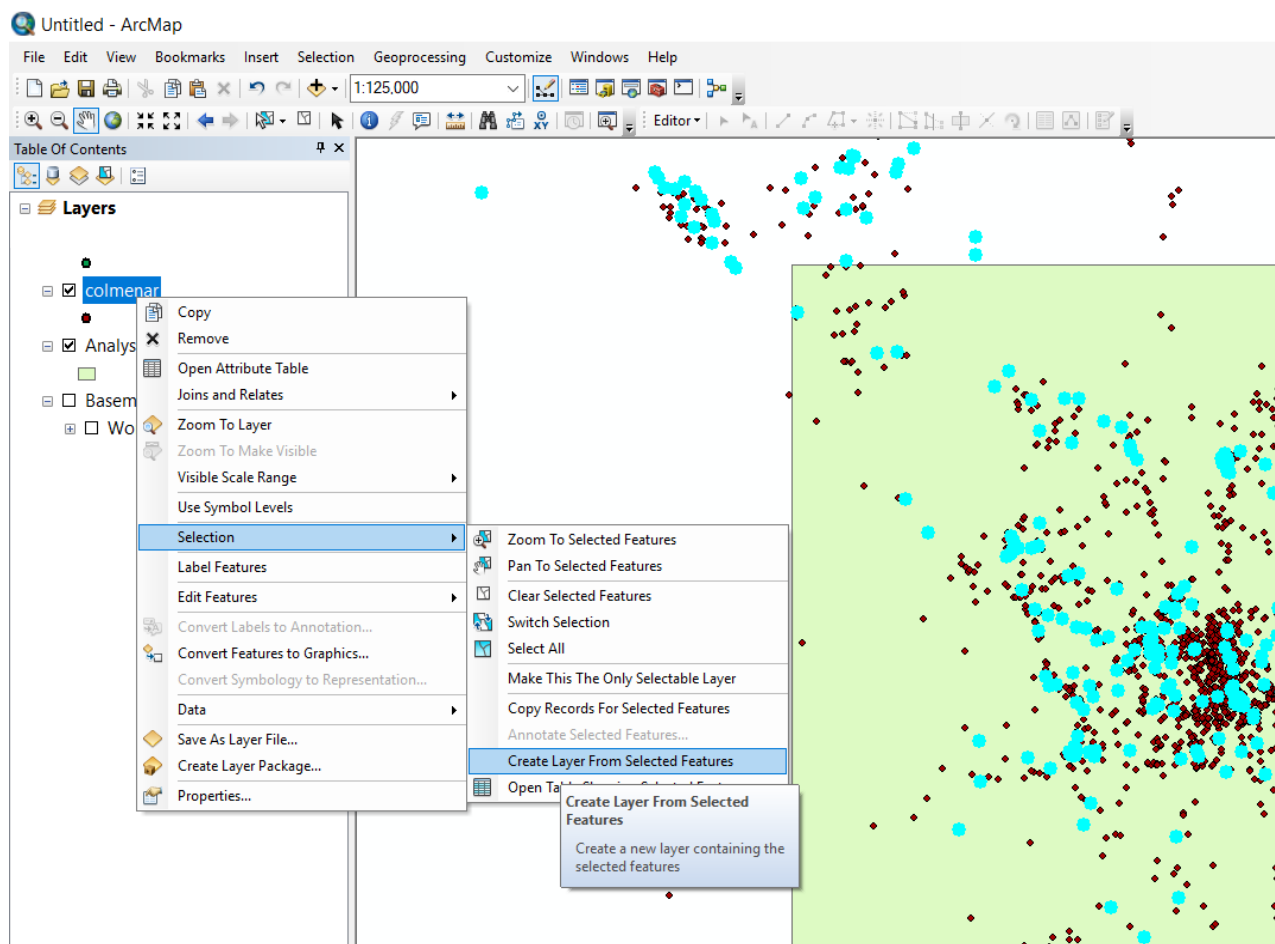 Untitled - ArcMap
File Edit View Bookmarks Insert Selection Geoprocessing Customize Windows Help
1:125,000
Editor
Table Of Contents
Layers
colmenar
Analys
Basem
Wo
Copy
Remove
Open Attribute Table
Joins and Relates
Zoom To Layer
Zoom To Make Visible
Visible Scale Range
Use Symbol Levels
Selection
Label Features
Edit Features
Convert Labels to Annotation...
Convert Features to Graphics...
Convert Symbology to Representation...
Data
Save As Layer File...
Create Layer Package...
Properties...
Zoom To Selected Features
Pan To Selected Features
Clear Selected Features
Switch Selection
Select All
Make This The Only Selectable Layer
Copy Records For Selected Features
Annotate Selected Features...
Create Layer From Selected Features
Open
Create Layer From Selected
Features
Create a new layer containing the
selected features